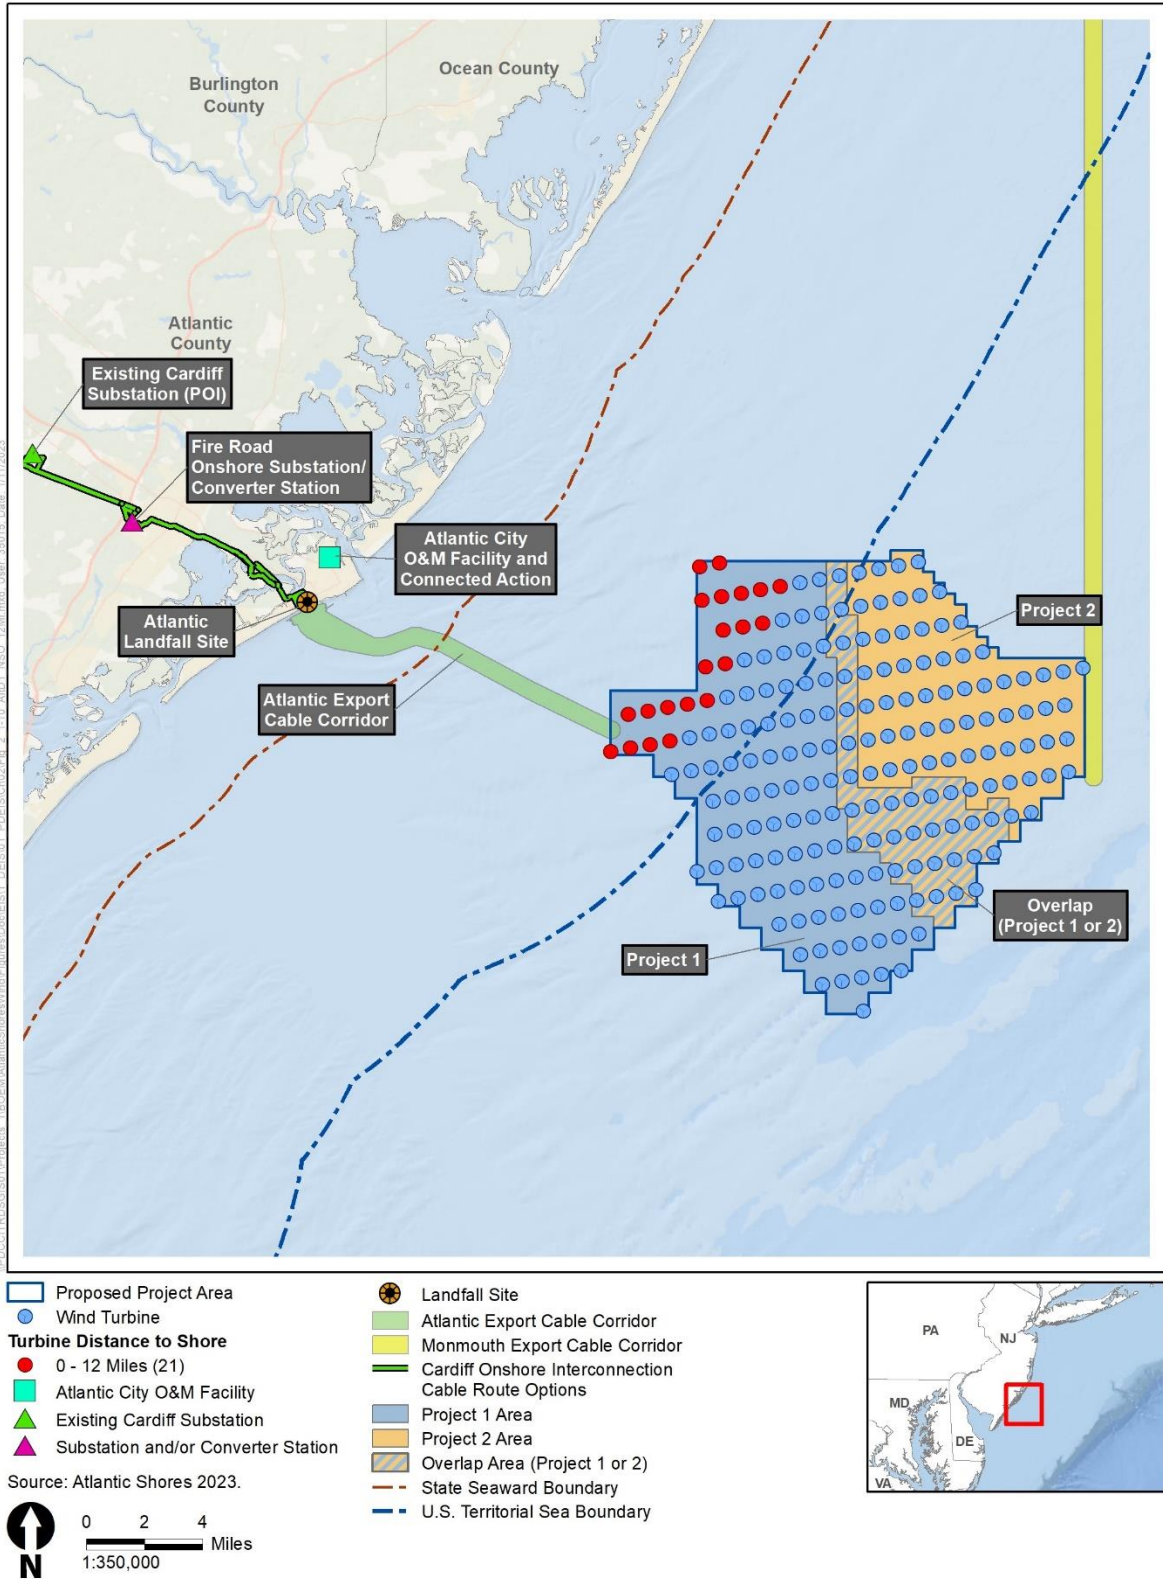 Ocean County
Burlington
County
Atlantic
County
Existing Cardiff
Substation (POI)
Fire Road
Onshore Substation/
Converter Station
Atlantic City
O&M Facility and
Connected Action
Atlantic
Landfall Site
Atlantic Export
Cable Corridor
Project 2
Overlap
(Project 1 or 2)
Project 1
Proposed Project Area
Wind Turbine
Turbine Distance to Shore
0 - 12 Miles (21)
Atlantic City O&M Facility
Existing Cardiff Substation
Substation and/or Converter Station
Source: Atlantic Shores 2023.
N
0 2 4
Miles
1:350,000
Landfall Site
Atlantic Export Cable Corridor
Monmouth Export Cable Corridor
Cardiff Onshore Interconnection
Cable Route Options
Project 1 Area
Project 2 Area
Overlap Area (Project 1 or 2)
State Seaward Boundary
U.S. Territorial Sea Boundary
PA
NJ
MD
DE
VA